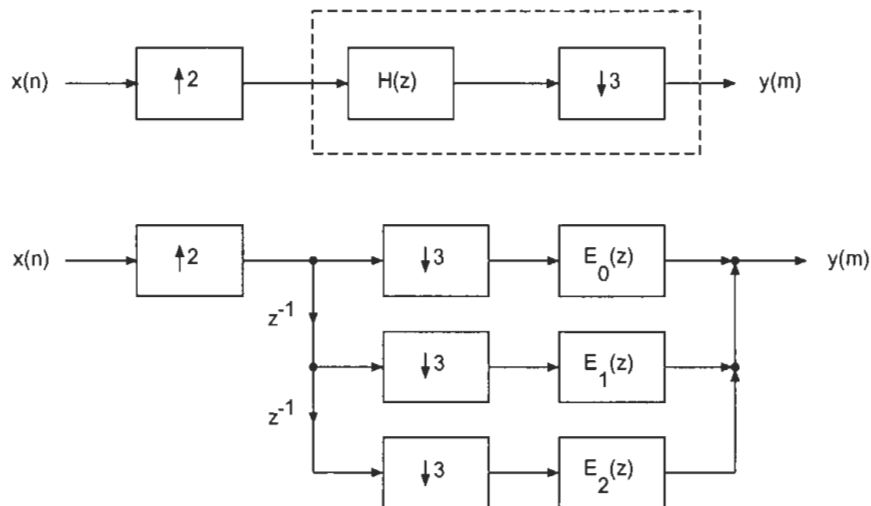 x(n) ↑2 H(z) ↓3 y(m)
x(n) ↑2 ↓3 E₀(z) y(m)
z⁻¹
↓3 E₁(z)
z⁻¹
↓3 E₂(z)